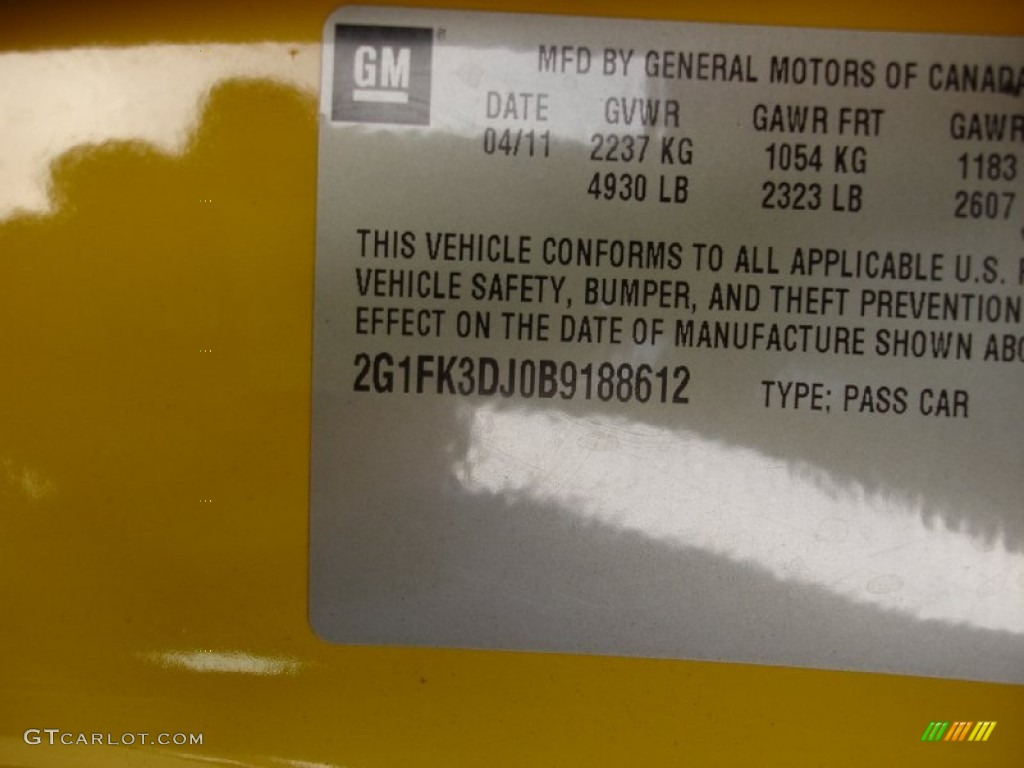 GM ®
MFD BY GENERAL MOTORS OF CANADA
DATE GVWR GAWR FRT GAWR
04/11 2237 KG 1054 KG 1183
4930 LB 2323 LB 2607
THIS VEHICLE CONFORMS TO ALL APPLICABLE U.S.
VEHICLE SAFETY, BUMPER, AND THEFT PREVENTION
EFFECT ON THE DATE OF MANUFACTURE SHOWN
2G1FK3DJ0B9188612 TYPE: PASS CAR
GTCARLOT.COM